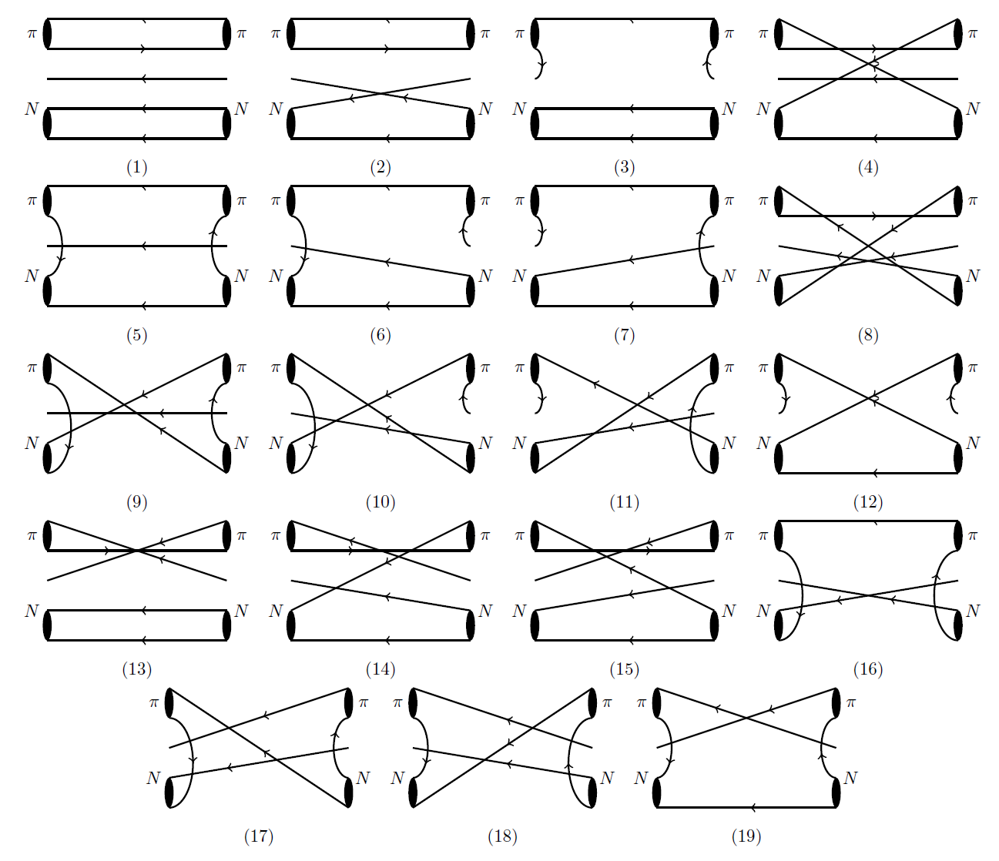 π π π π π π π π
N N N N N N N N
(1) (2) (3) (4)
π π π π π π π π
N N N N N N N N
(5) (6) (7) (8)
π π π π π π π π
N N N N N N N N
(9) (10) (11) (12)
π π π π π π π π
N N N N N N N N
(13) (14) (15) (16)
π π π π π π
N N N N N N
(17) (18) (19)